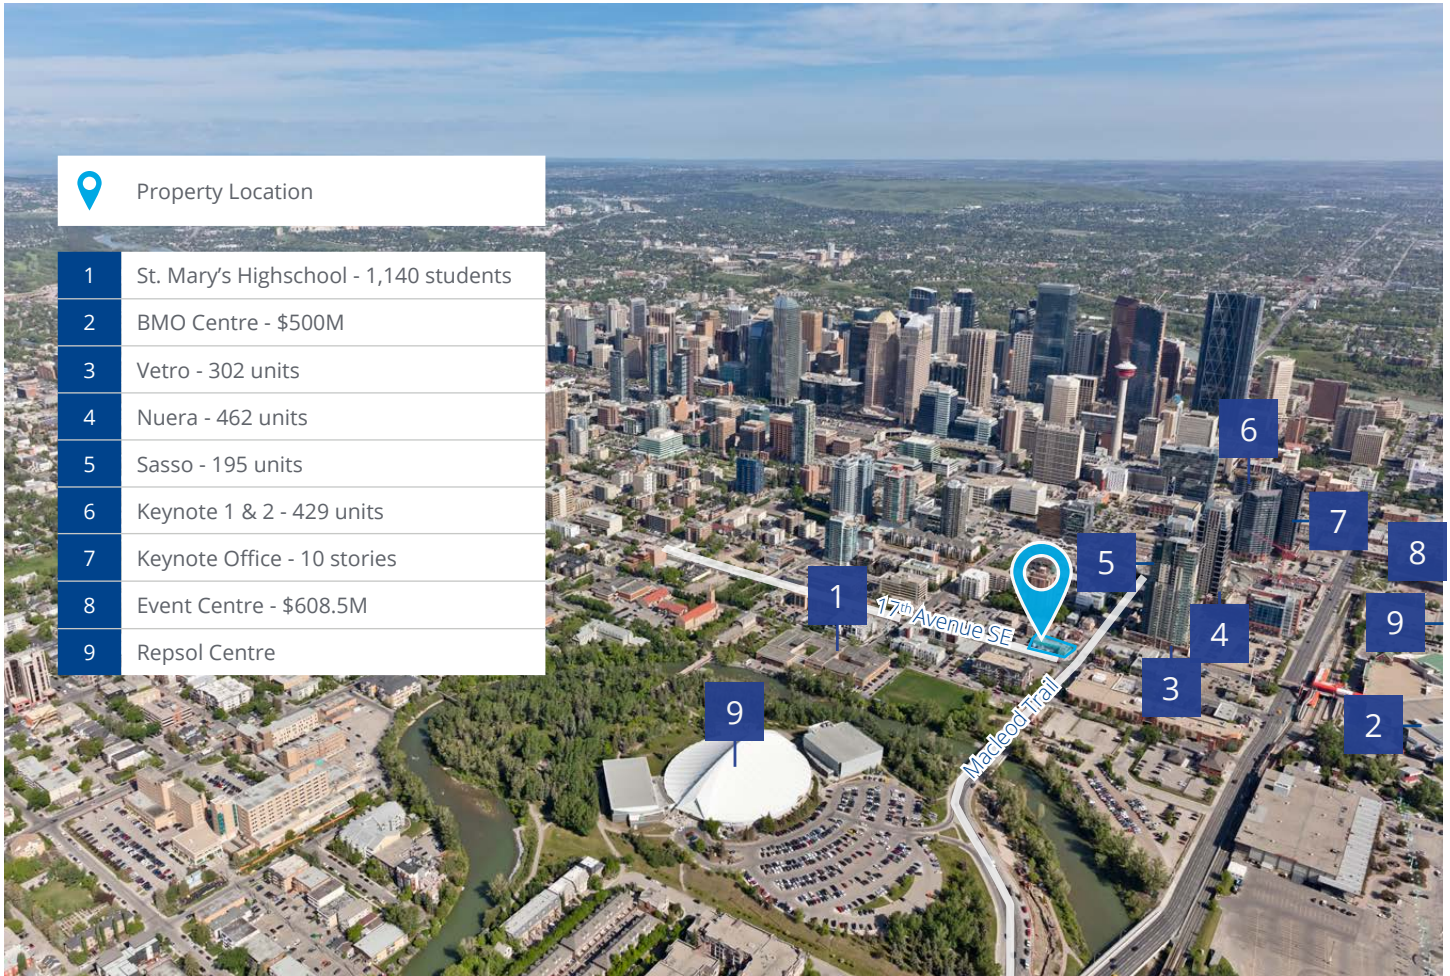 Property Location
1 St. Mary’s Highschool - 1,140 students
2 BMO Centre - $500M
3 Vetro - 302 units
4 Nuera - 462 units
5 Sasso - 195 units
6 Keynote 1 & 2 - 429 units
7 Keynote Office - 10 stories
8 Event Centre - $608.5M
9 Repsol Centre
6
7
8
5
1
9
17th Avenue SE
4
3
9
2
Macleod Trail